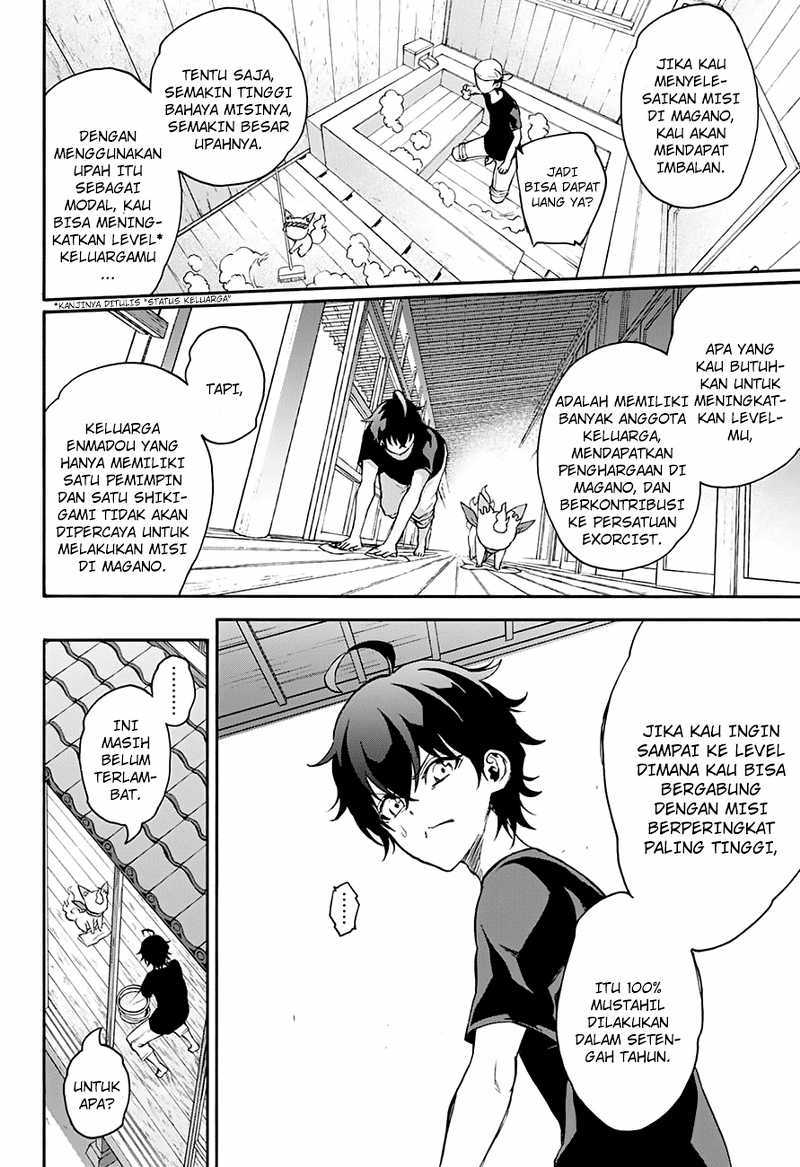 JIKA KAU
MENYELE-
SAIKAN MISI
DI MAGANO,
KAU AKAN
MENDAPAT
IMBALAN.
JADI
BISA DAPAT
UANG YA?
TENTU SAJA,
SEMAKIN TINGGI
BAHAYA MISINYA,
SEMAKIN BESAR
UPAHNYA.
DENGAN
MENGGUNAKAN
UPAH ITU
SEBAGAI
MODAL, KAU
BISA MENING-
KATKAN LEVEL*
KELUARGAMU
...
*KANJINYA DITULIS "STATUS KELUARGA"
APA YANG
KAU BUTUH-
KAN UNTUK
MENINGKAT-
KAN LEVEL-
MU,
ADALAH MEMILIKI
BANYAK ANGGOTA
KELUARGA,
MENDAPATKAN
PENGHARGAAN DI
MAGANO, DAN
BERKONTRIBUSI
KE PERSATUAN
EXORCIST.
TAPI,
KELUARGA
ENMADOU YANG
HANYA MEMILIKI
SATU PEMIMPIN
DAN SATU SHIKI-
GAMI TIDAK AKAN
DIPERCAYA UNTUK
MELAKUKAN MISI
DI MAGANO.
JIKA KAU INGIN
SAMPAI KE LEVEL
DIMANA KAU BISA
BERGABUNG
DENGAN MISI
BERPERINGKAT
PALING TINGGI,
ITU 100%
MUSTAHIL
DILAKUKAN
DALAM SETEN-
GAH TAHUN.
......
......
INI
MASIH
BELUM
TERLAM-
BAT.
UNTUK
APA?